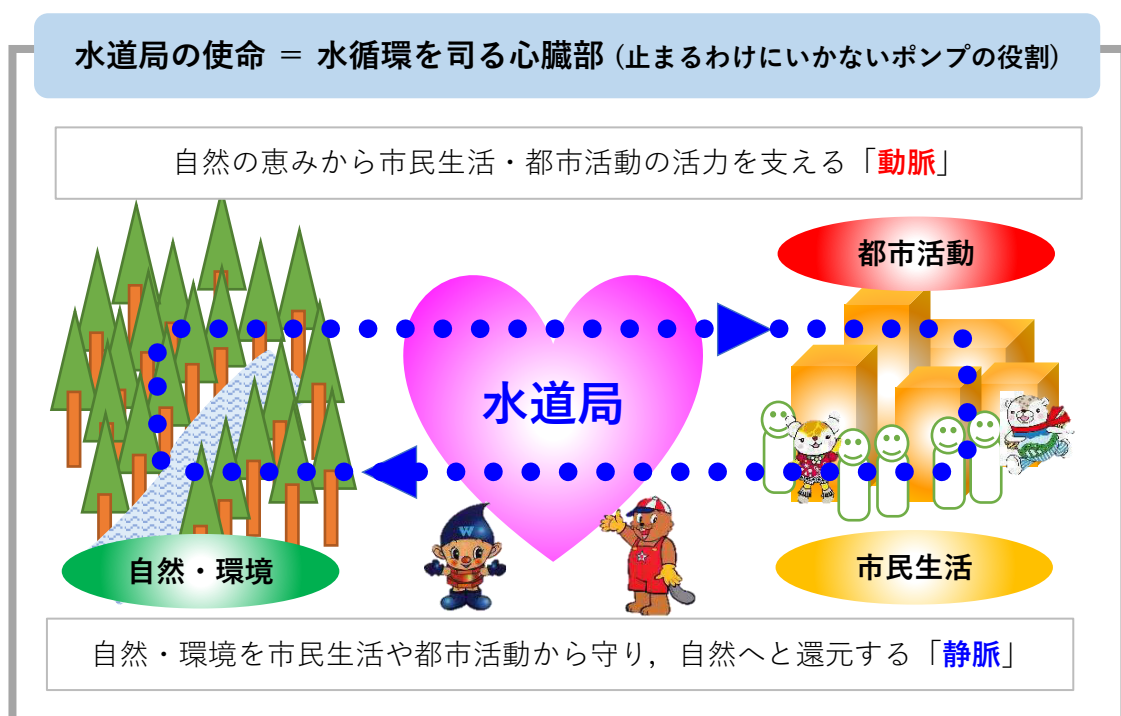 水道局の使命 = 水循環を司る心臓部 (止まるわけにいかないポンプの役割)
自然の恵みから市民生活・都市活動の活力を支える「動脈」
都市活動
水道局
W
自然・環境
市民生活
自然・環境を市民生活や都市活動から守り，自然へと還元する「静脈」